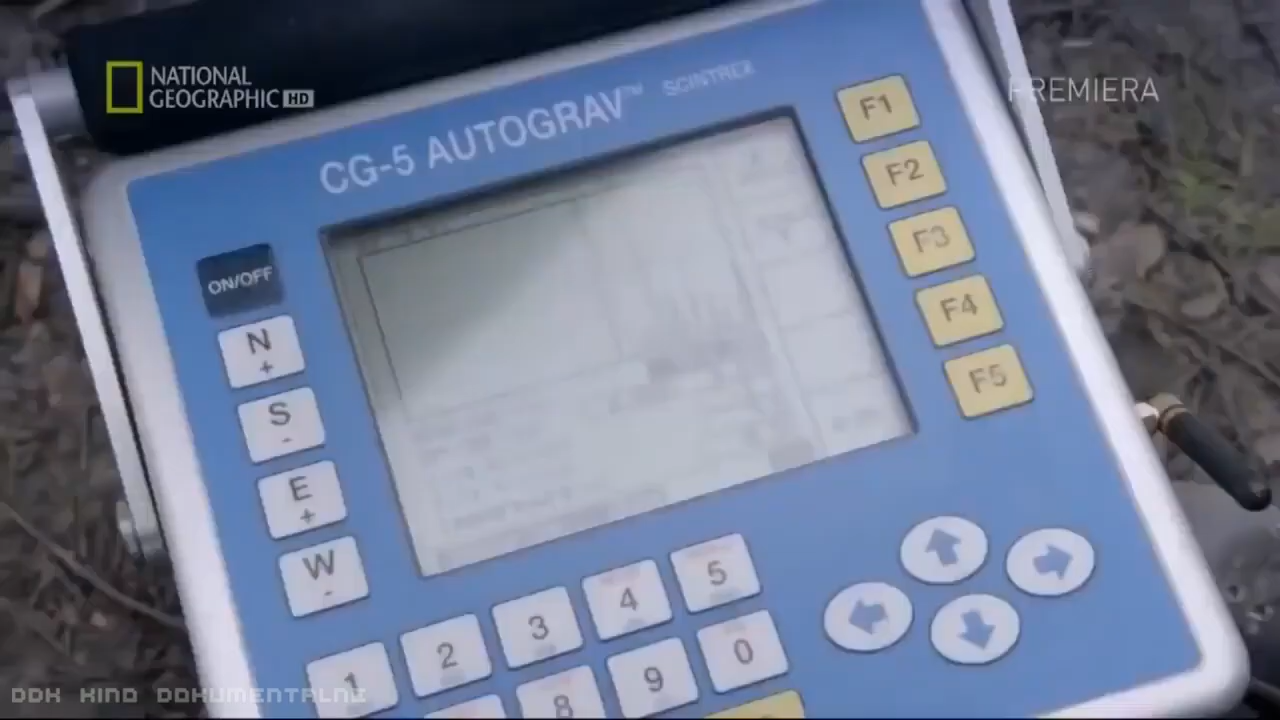 NATIONAL
GEOGRAPHIC HD
PREMIERA
CG-5 AUTOGRAV™ SCINTREX
F1
F2
F3
F4
F5
ON/OFF
N
+
S
-
E
+
W
-
1 2 3 4 5
8 9 0
DDK KINO DOKUMENTALNE